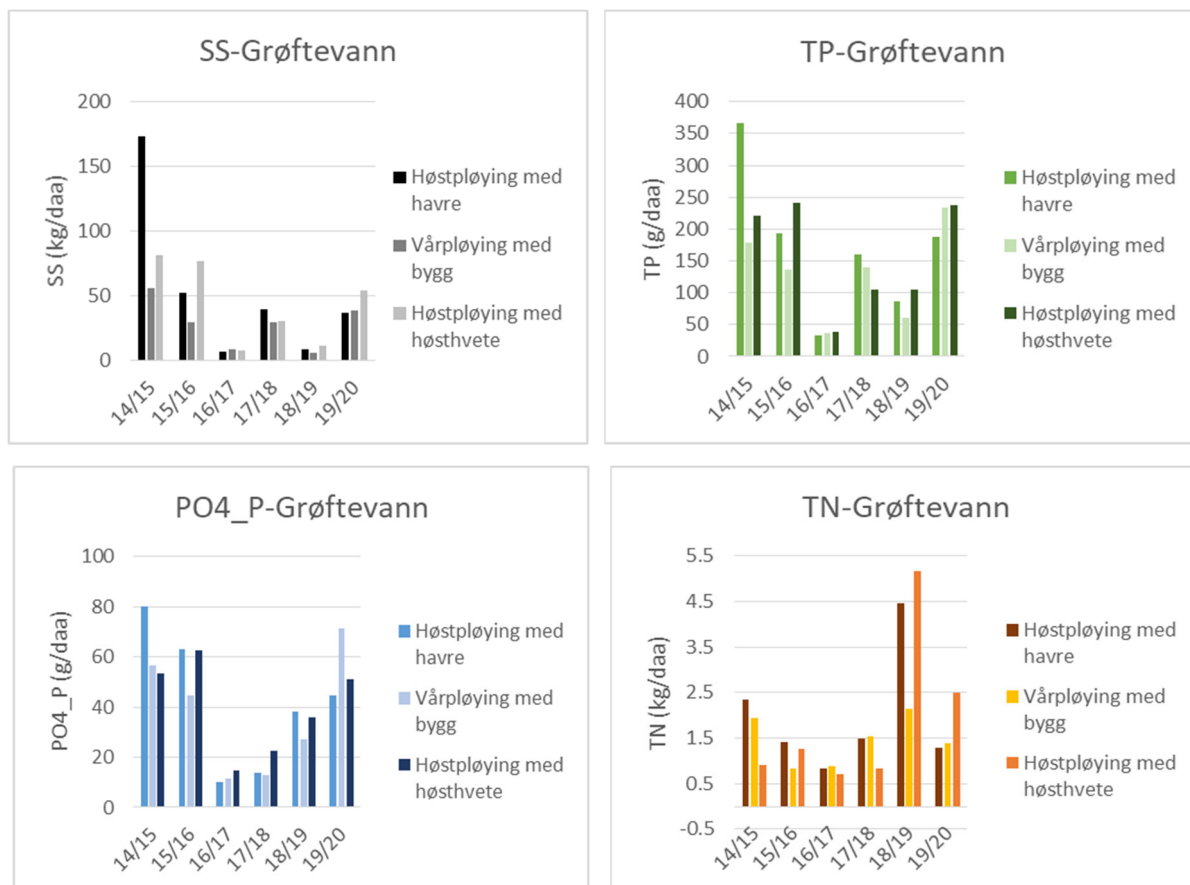 SS-Grøftevann
SS (kg/daa)
200
150
100
50
0
14/15
15/16
16/17
17/18
18/19
19/20
Høstpløying med
havre
Vårpløying med
bygg
Høstpløying med
høsthvete
TP-Grøftevann
TP (g/daa)
400
350
300
250
200
150
100
50
0
14/15
15/16
16/17
17/18
18/19
19/20
Høstpløying med
havre
Vårpløying med
bygg
Høstpløying med
høsthvete
PO4_P-Grøftevann
PO4_P (g/daa)
100
80
60
40
20
0
14/15
15/16
16/17
17/18
18/19
19/20
Høstpløying med
havre
Vårpløying med
bygg
Høstpløying med
høsthvete
TN-Grøftevann
TN (kg/daa)
5.5
4.5
3.5
2.5
1.5
0.5
-0.5
14/15
15/16
16/17
17/18
18/19
19/20
Høstpløying med
havre
Vårpløying med
bygg
Høstpløying med
høsthvete